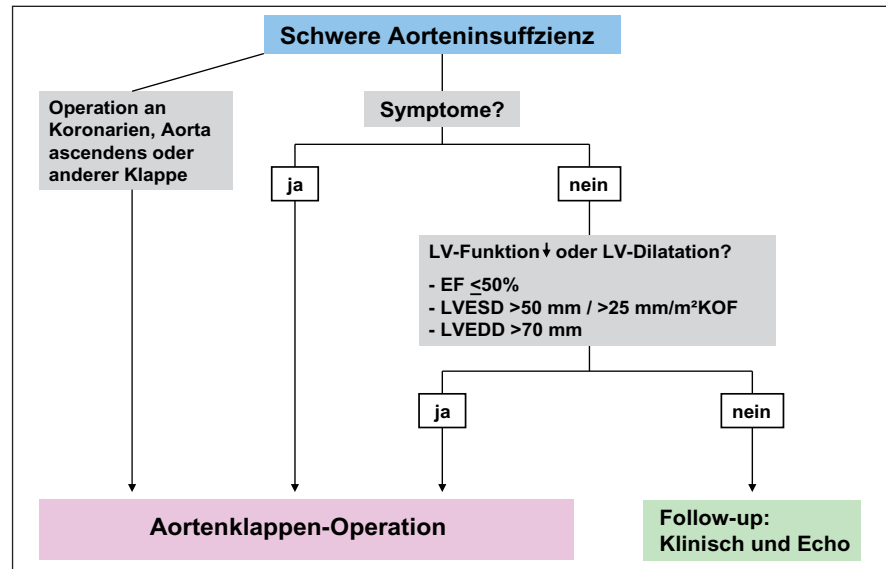 Schwere Aorteninsuffzienz
Operation an
Koronarien, Aorta
ascendens oder
anderer Klappe
Symptome?
ja
nein
LV-Funktion↓ oder LV-Dilatation?
- EF ≤50%
- LVESD >50 mm / >25 mm/m²KOF
- LVEDD >70 mm
ja
nein
Aortenklappen-Operation
Follow-up:
Klinisch und Echo